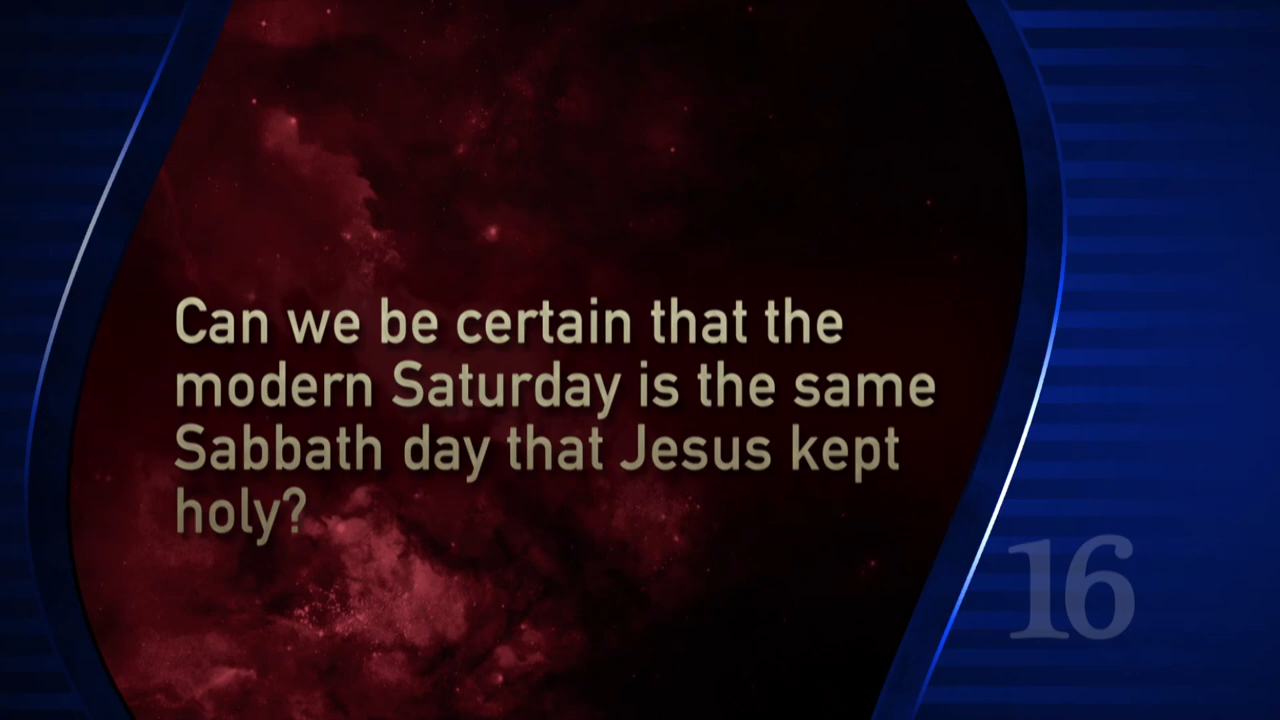 Can we be certain that the
modern Saturday is the same
Sabbath day that Jesus kept
holy?
16